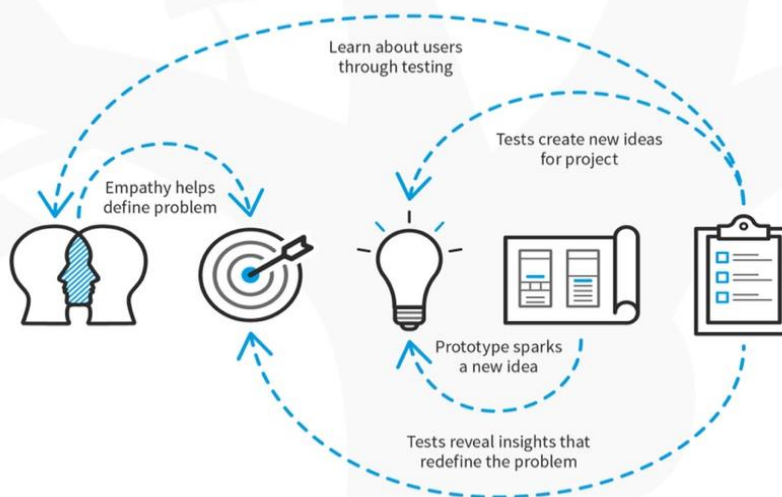 Learn about users
through testing
Tests create new ideas
for project
Empathy helps
define problem
Prototype sparks
a new idea
Tests reveal insights that
redefine the problem